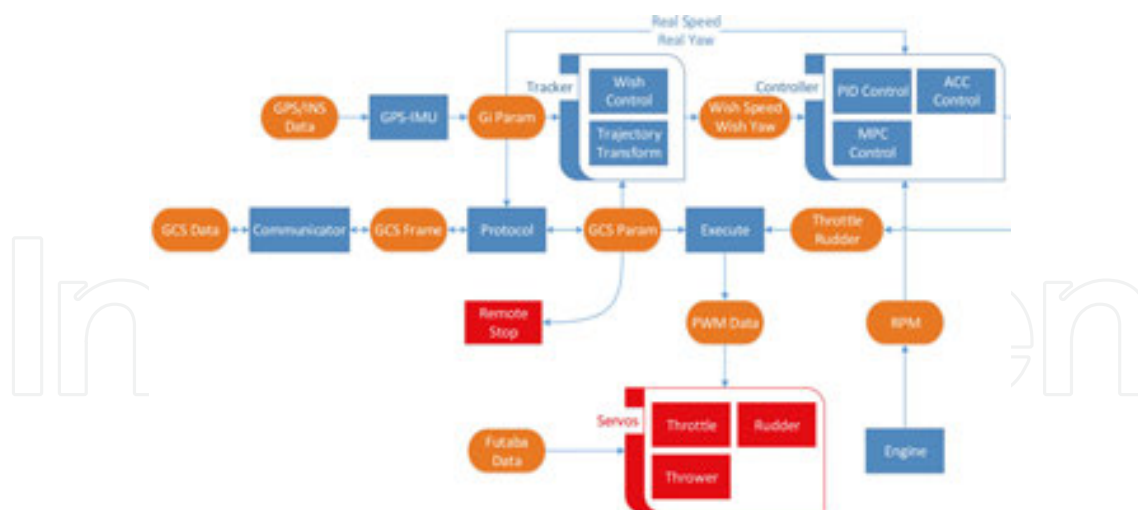 Real Speed
Real Yaw
Tracker
Wish
Control
Trajectory
Transform
Controller
PID Control
ACC
Control
MPC
Control
GPS/INS
Data
GPS-IMU
Gi Param
Wish Speed
Wish Yaw
GCS Data
Communicator
GCS Frame
Protocol
GCS Param
Execute
Throttle
Rudder
Remote
Stop
PWM Data
RPM
Servos
Throttle
Rudder
Thrower
Futaba
Data
Engine
In
en